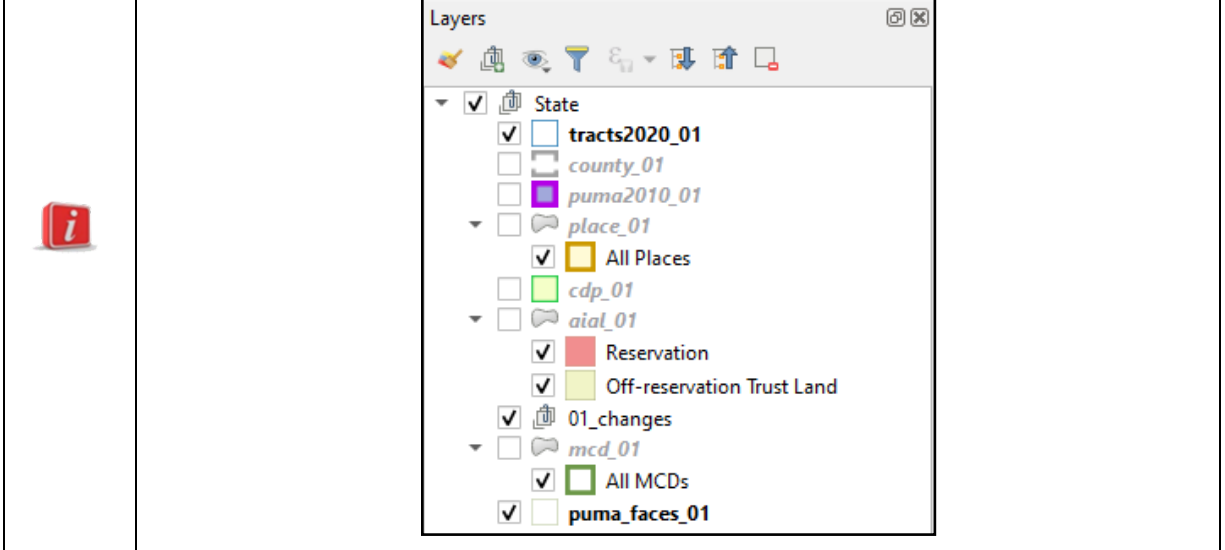 Layers
State
tracts2020_01
county_01
puma2010_01
place_01
All Places
cdp_01
aial_01
Reservation
Off-reservation Trust Land
01_changes
mcd_01
All MCDs
puma_faces_01
i